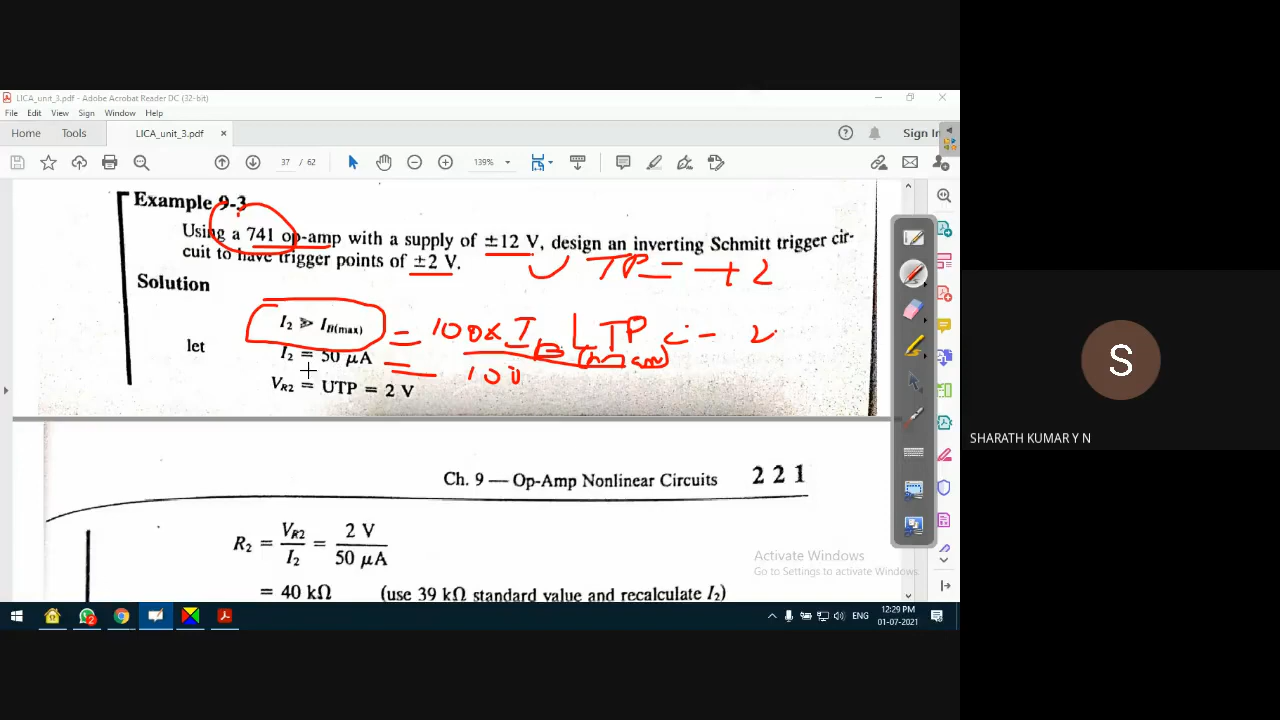 LICA_unit_3.pdf - Adobe Acrobat Reader DC (32-bit)
File Edit View Sign Window Help
Home Tools LICA_unit_3.pdf × Sign In
37 / 62 139%
Example 9-3
Using a 741 op-amp with a supply of ±12 V, design an inverting Schmitt trigger cir-
cuit to have trigger points of ±2 V.
UTP = +2
Solution
I2 ≫ IB(max) = 100 × IB(max) LTP = - 2
let
I2 = 50 μA = 100
VR2 = UTP = 2 V
Ch. 9 — Op-Amp Nonlinear Circuits 221
R2 = VR2 / I2 = 2 V / 50 μA
= 40 kΩ (use 39 kΩ standard value and recalculate I2)
Activate Windows
Go to Settings to activate Windows.
S
SHARATH KUMAR Y N
ENG 12:29 PM
01-07-2021